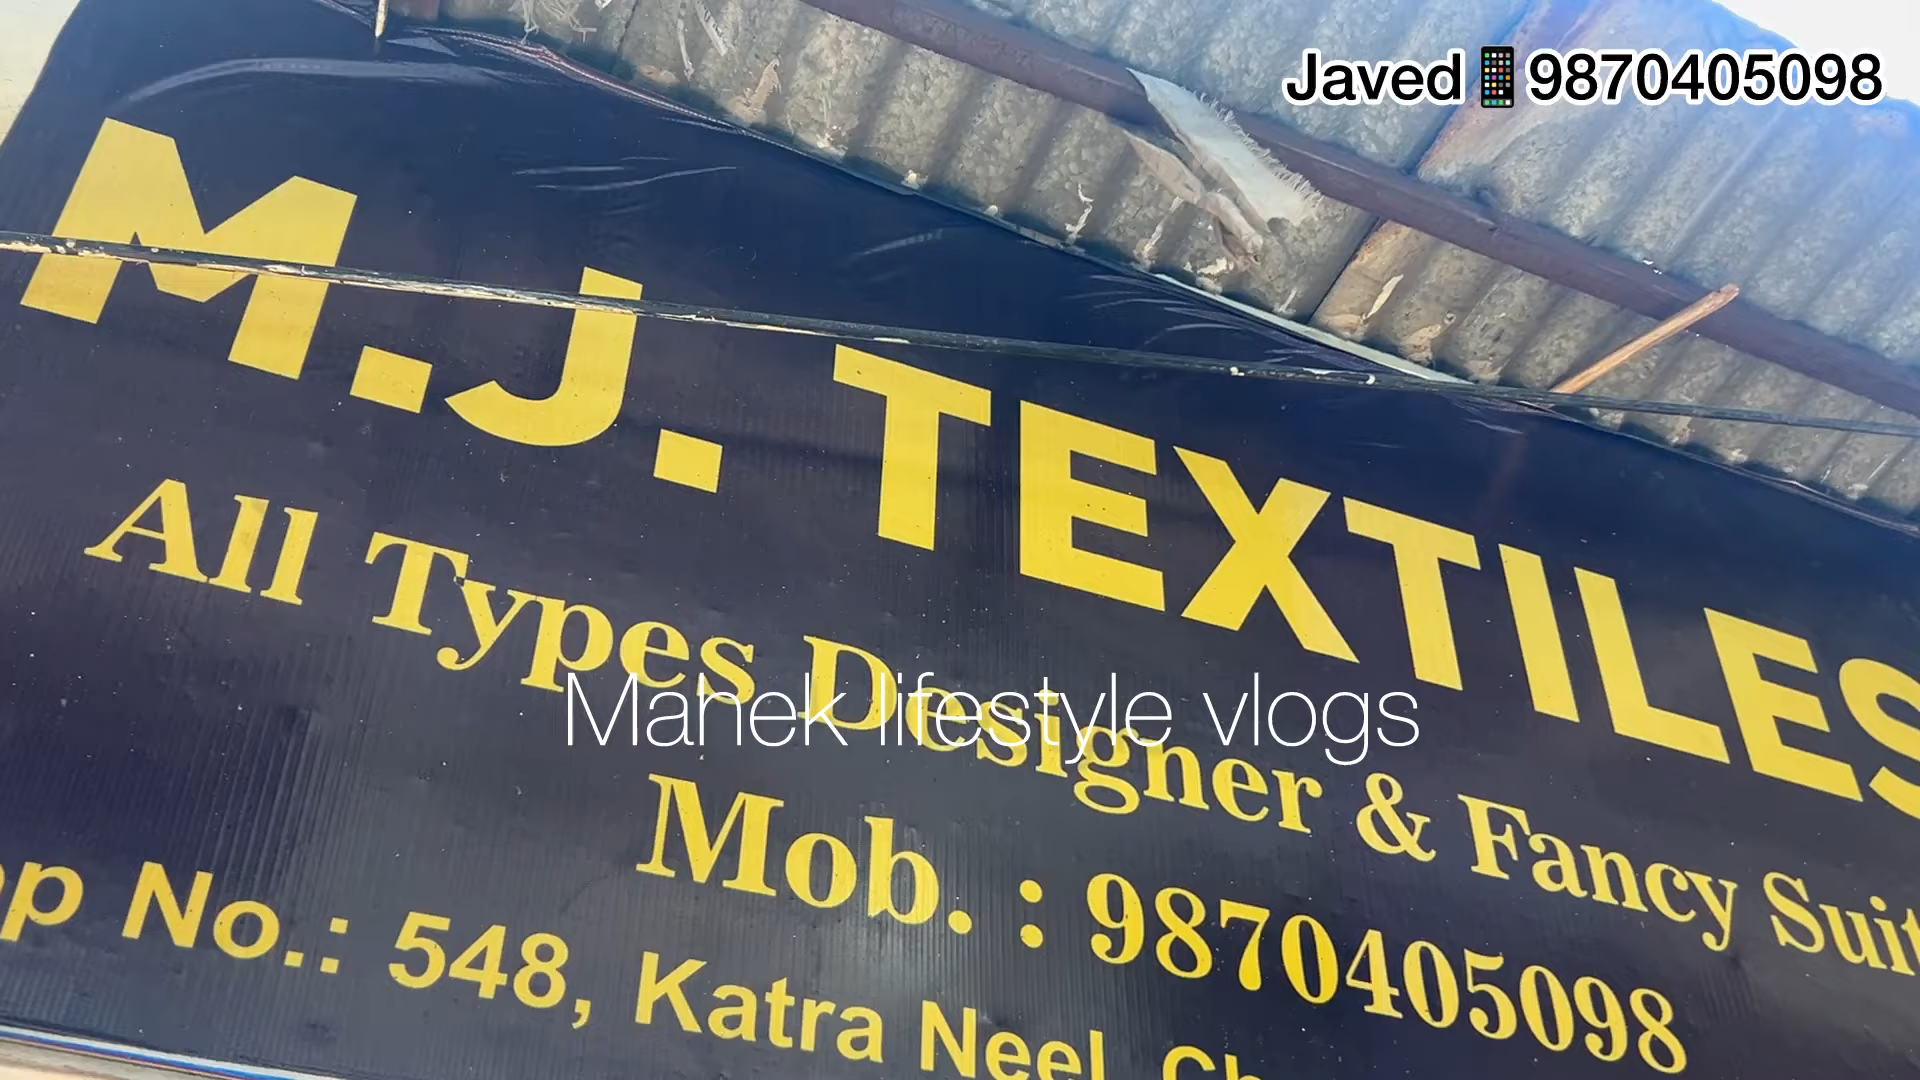 Javed📱9870405098
M.J. TEXTILES
All Types Designer & Fancy Suit
Mahek lifestyle vlogs
Mob. : 9870405098
No.: 548, Katra Neel